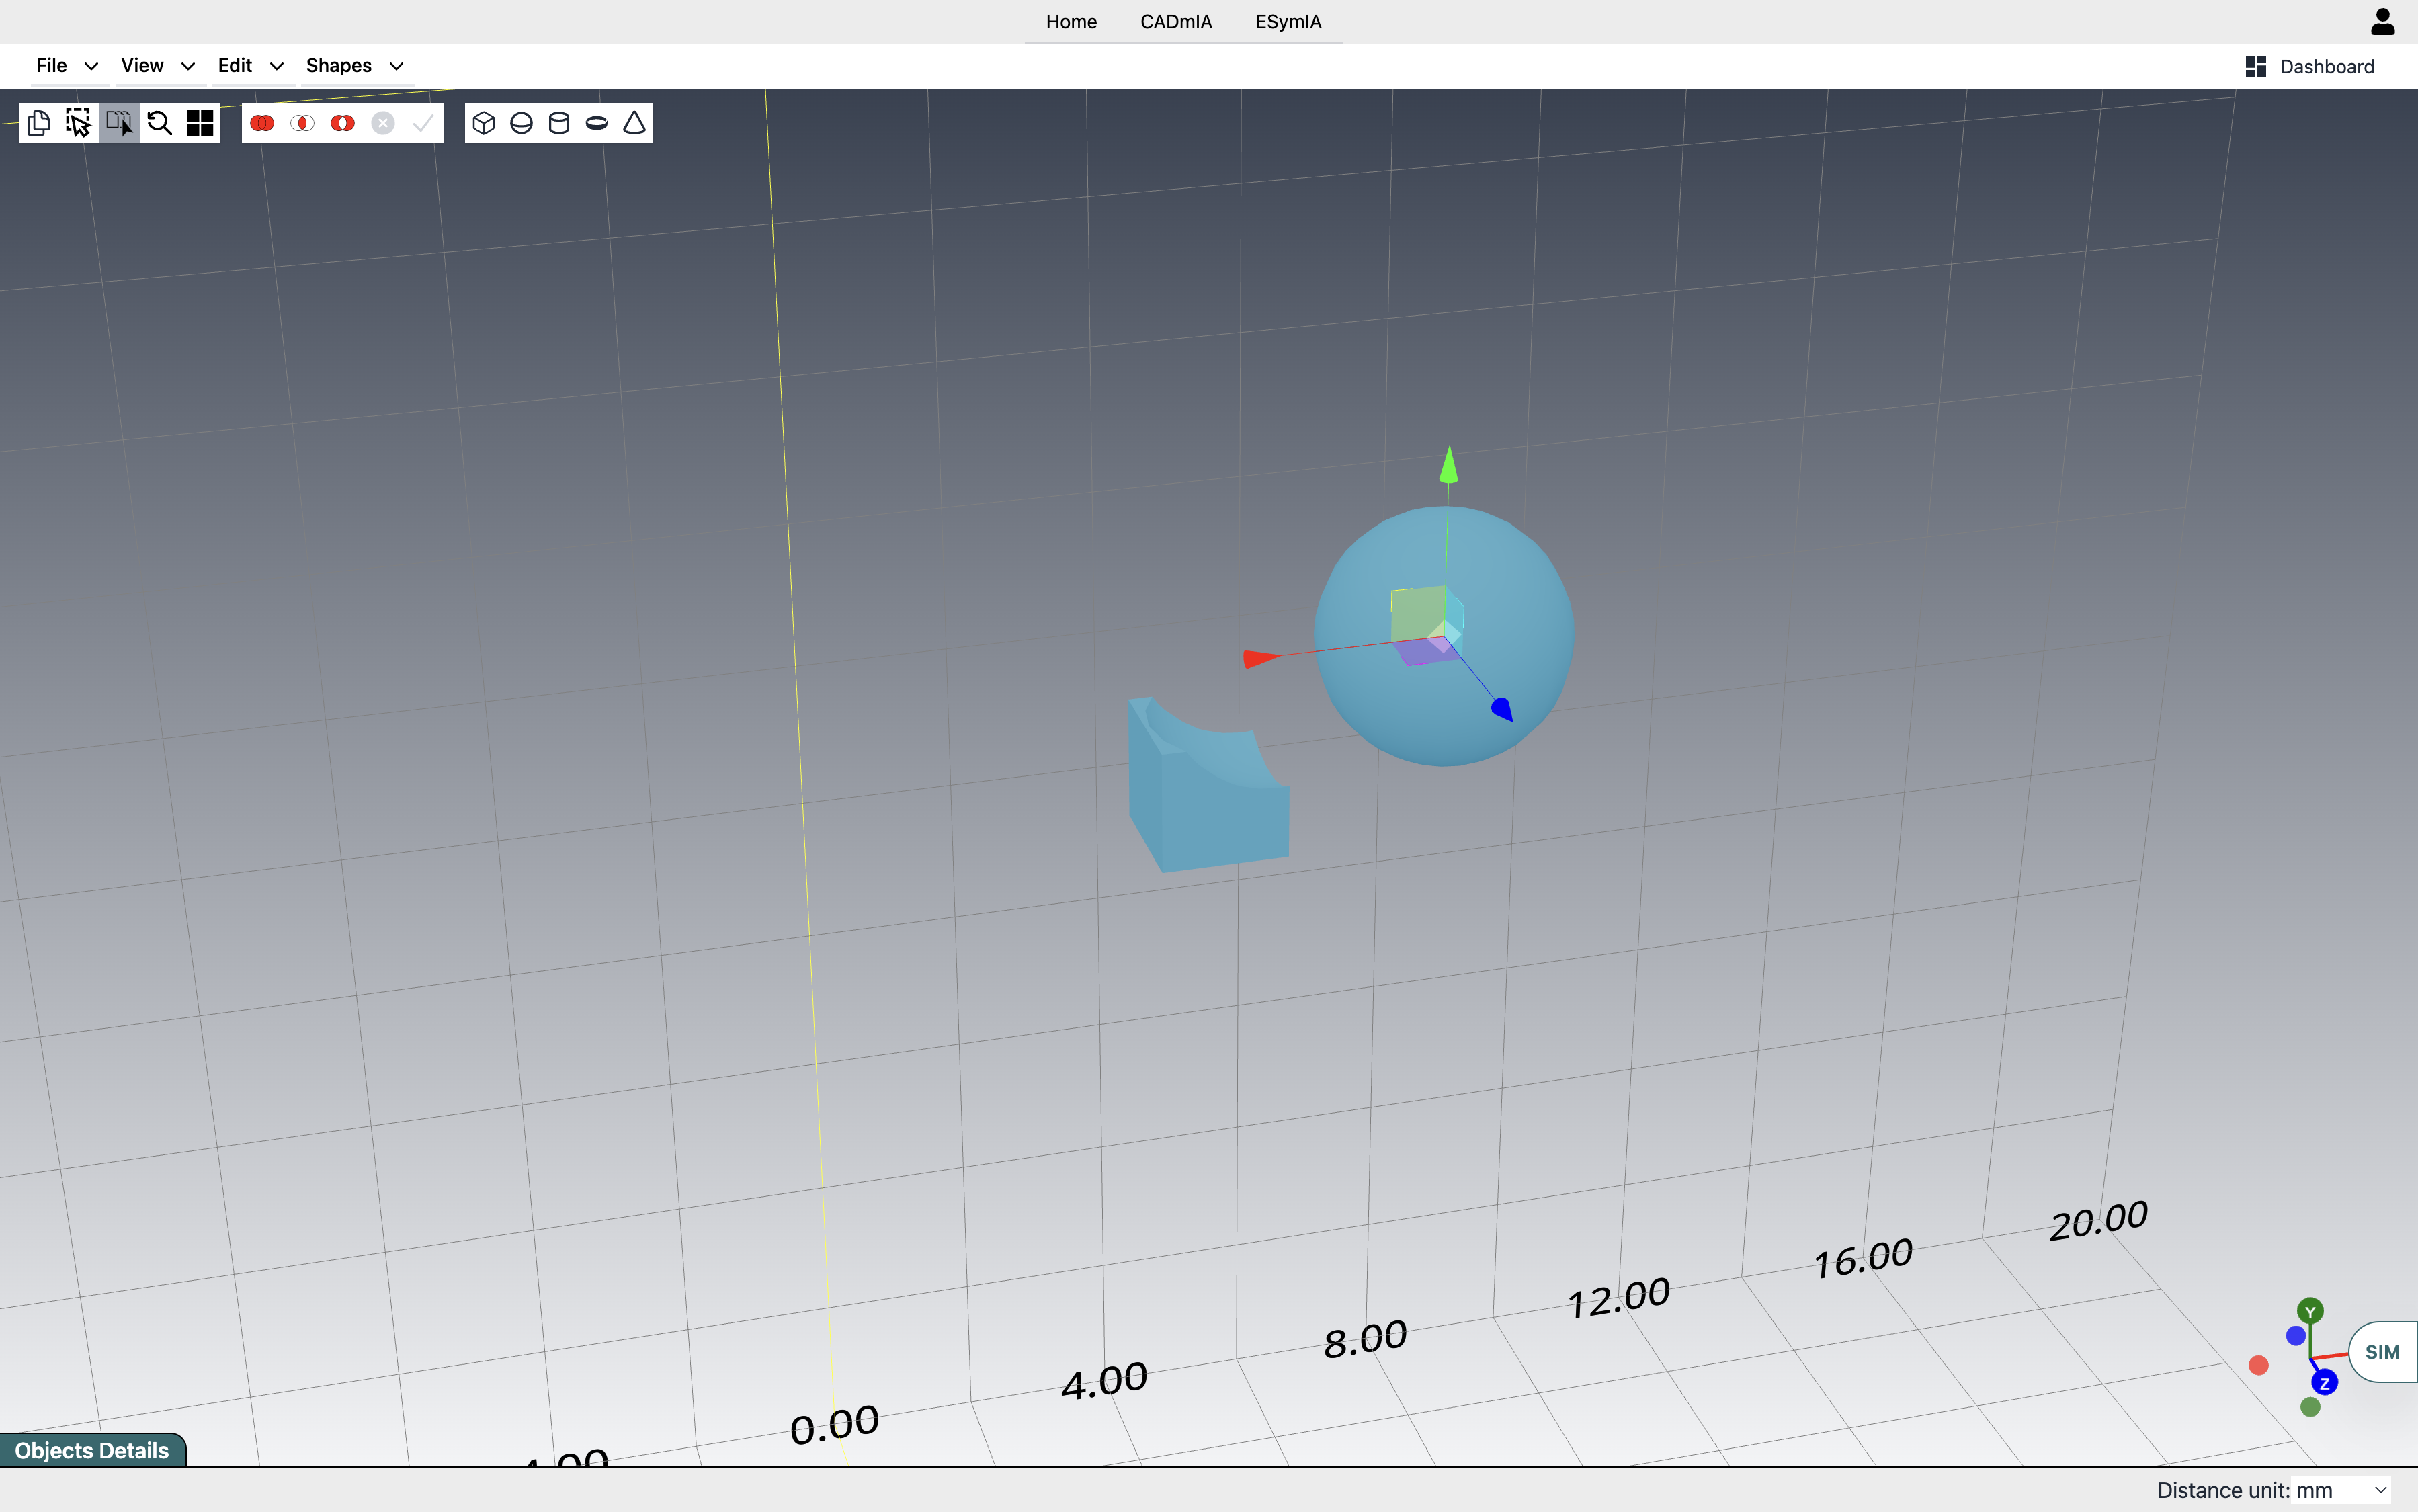 Home CADmIA ESymIA
File View Edit Shapes Dashboard
20.00
16.00
12.00
8.00
4.00
0.00
Y
SIM
Z
Objects Details
Distance unit: mm